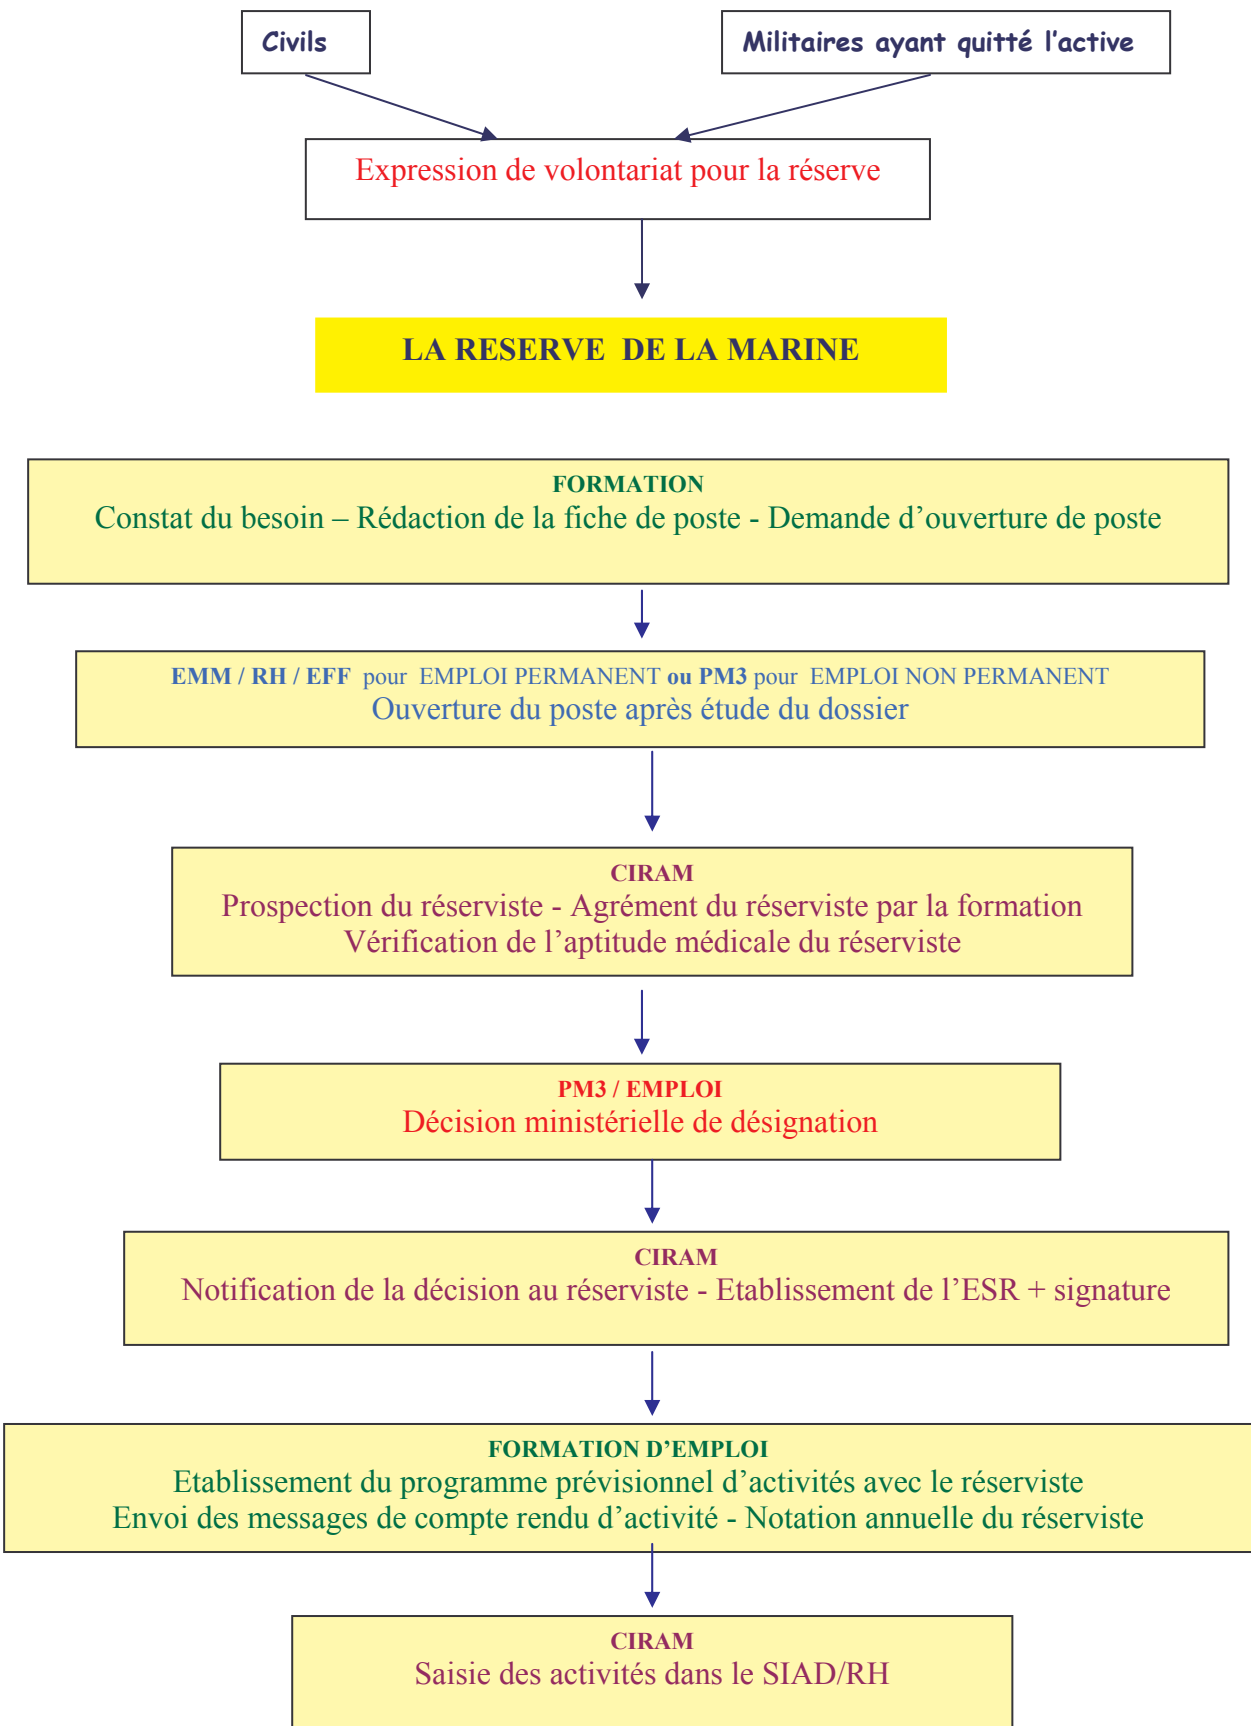 Civils
Militaires ayant quitté l'active
Expression de volontariat pour la réserve
LA RESERVE DE LA MARINE
FORMATION
Constat du besoin – Rédaction de la fiche de poste - Demande d'ouverture de poste
EMM / RH / EFF pour EMPLOI PERMANENT ou PM3 pour EMPLOI NON PERMANENT
Ouverture du poste après étude du dossier
CIRAM
Prospection du réserviste - Agrément du réserviste par la formation
Vérification de l'aptitude médicale du réserviste
PM3 / EMPLOI
Décision ministérielle de désignation
CIRAM
Notification de la décision au réserviste - Etablissement de l'ESR + signature
FORMATION D'EMPLOI
Etablissement du programme prévisionnel d'activités avec le réserviste
Envoi des messages de compte rendu d'activité - Notation annuelle du réserviste
CIRAM
Saisie des activités dans le SIAD/RH